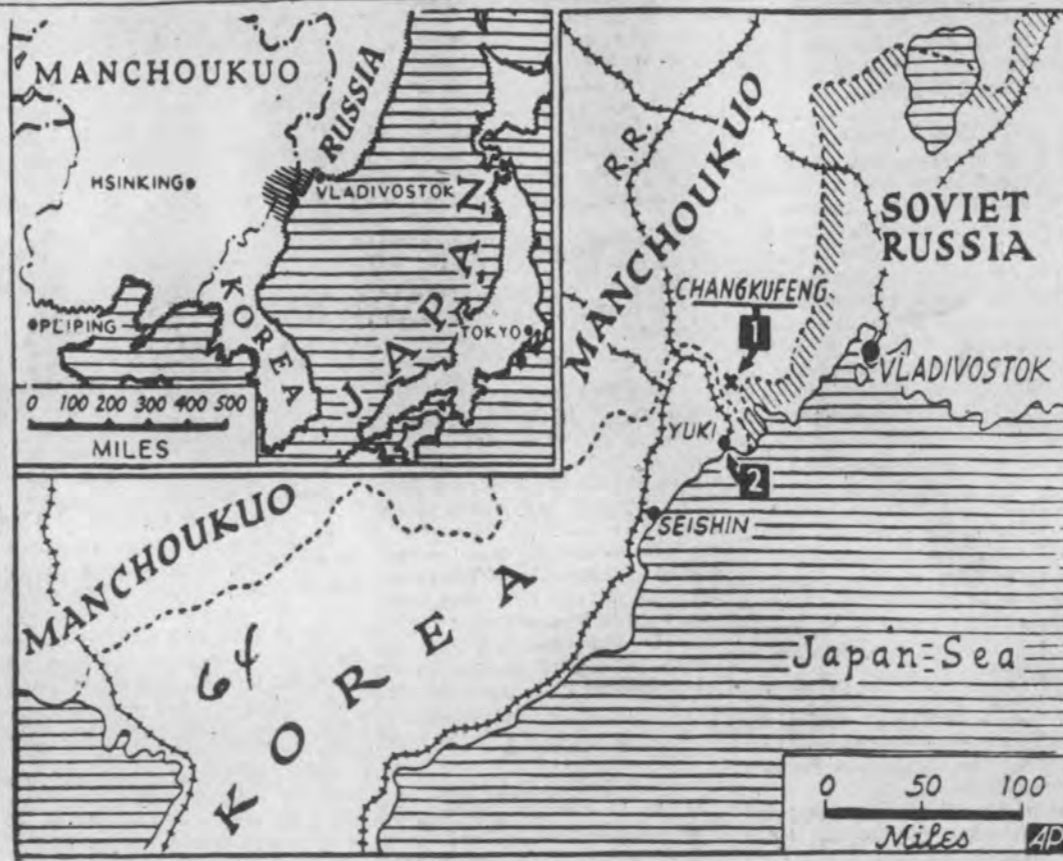 MANCHOUKUO
RUSSIA
HSINKING
VLADIVOSTOK
KOREA
JAPAN
PEIPING
TOKYO
0 100 200 300 400 500
MILES
R.R.
MANCHOUKUO
SOVIET
RUSSIA
CHANGKUFENG
1
VLADIVOSTOK
YUKI
2
SEISHIN
MANCHOUKUO
KOREA
64
Japan Sea
0 50 100
Miles
AP